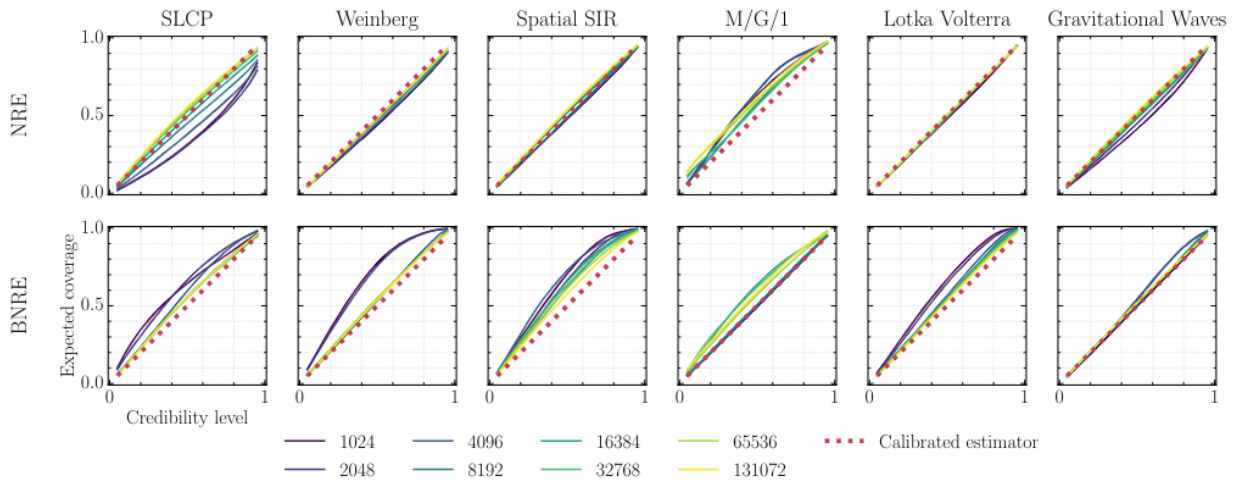 SLCP Weinberg Spatial SIR M/G/1 Lotka Volterra Gravitational Waves
1.0
NRE
0.5
0.0
1.0
BNRE
Expected coverage
0.5
0.0
0 1 0 1 0 1 0 1 0 1 0 1
Credibility level
1024 4096 16384 65536 Calibrated estimator
2048 8192 32768 131072